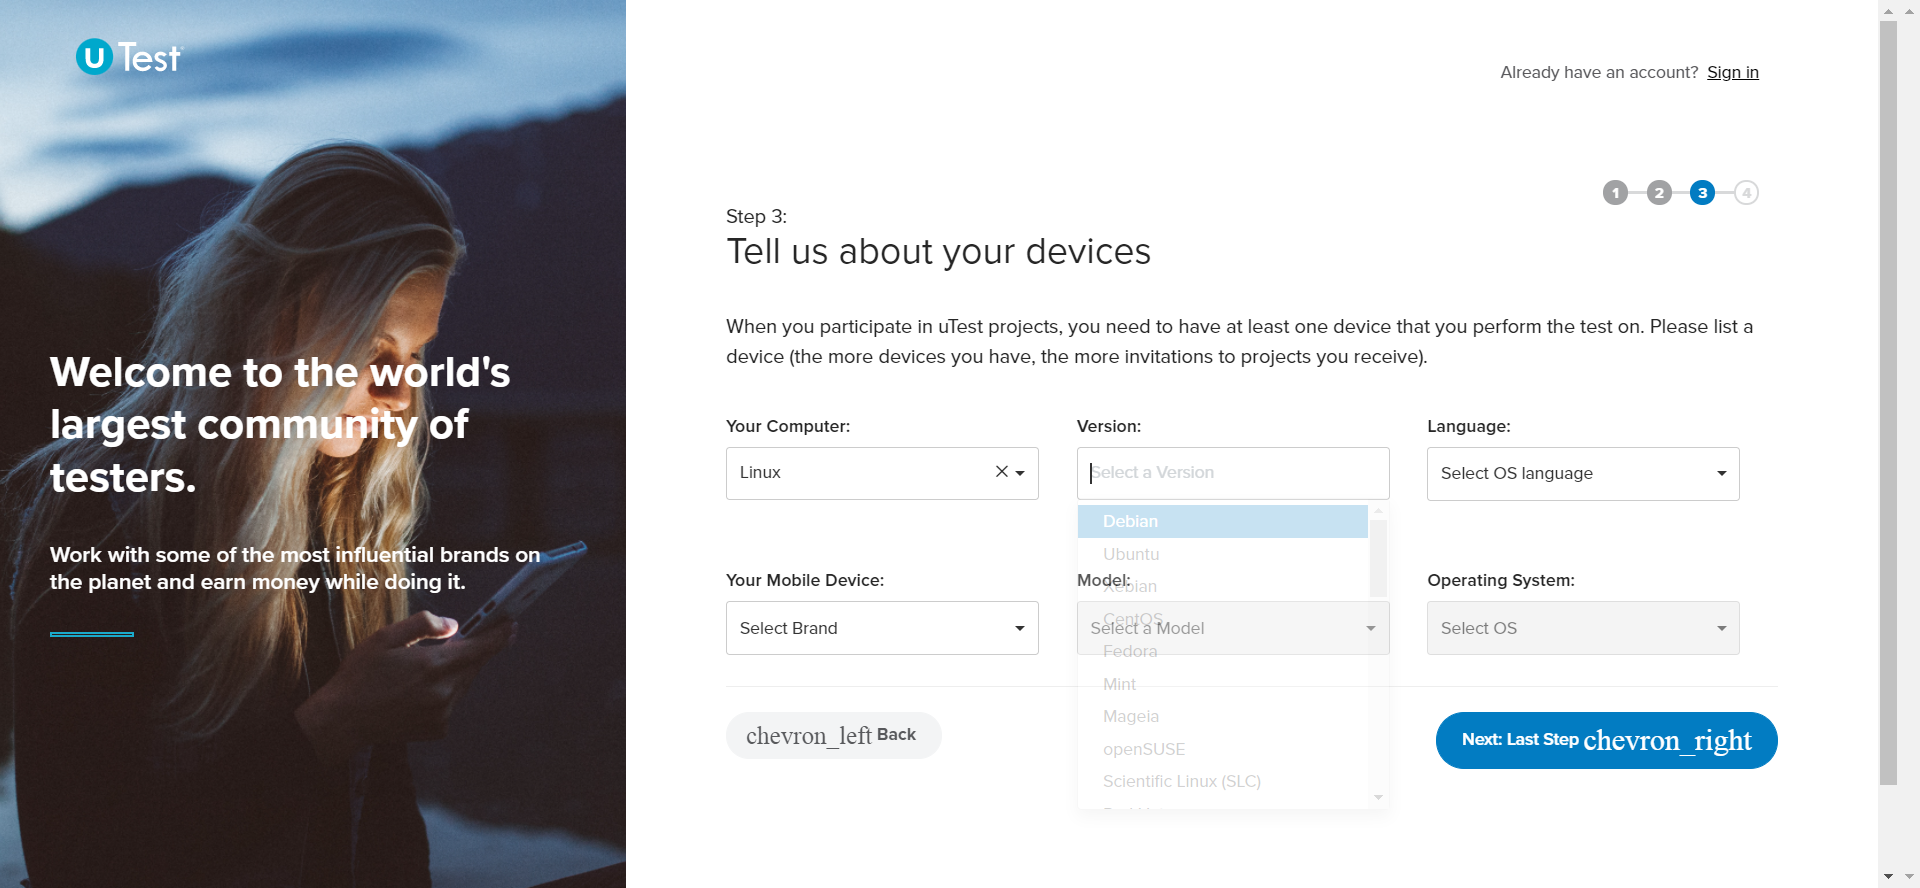 U Test
Already have an account? Sign in
1 2 3 4
Step 3:
Tell us about your devices
When you participate in uTest projects, you need to have at least one device that you perform the test on. Please list a
device (the more devices you have, the more invitations to projects you receive).
Welcome to the world's
largest community of
testers.
Work with some of the most influential brands on
the planet and earn money while doing it.
Your Computer:
Linux
Version:
Select a Version
Language:
Select OS language
Debian
Ubuntu
Xebian
CentOS
Fedora
Mint
Mageia
openSUSE
Scientific Linux (SLC)
Your Mobile Device:
Select Brand
Model:
Select a Model
Operating System:
Select OS
chevron_left Back
Next: Last Step chevron_right